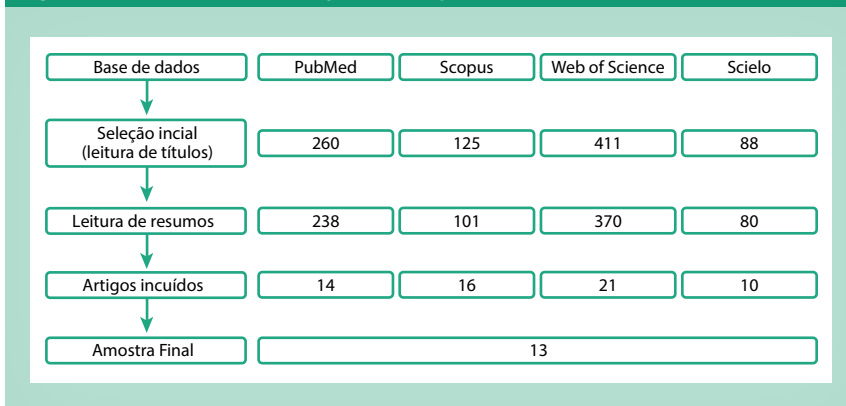 Base de dados PubMed Scopus Web of Science Scielo
Seleção incial
(leitura de títulos) 260 125 411 88
Leitura de resumos 238 101 370 80
Artigos incuídos 14 16 21 10
Amostra Final 13